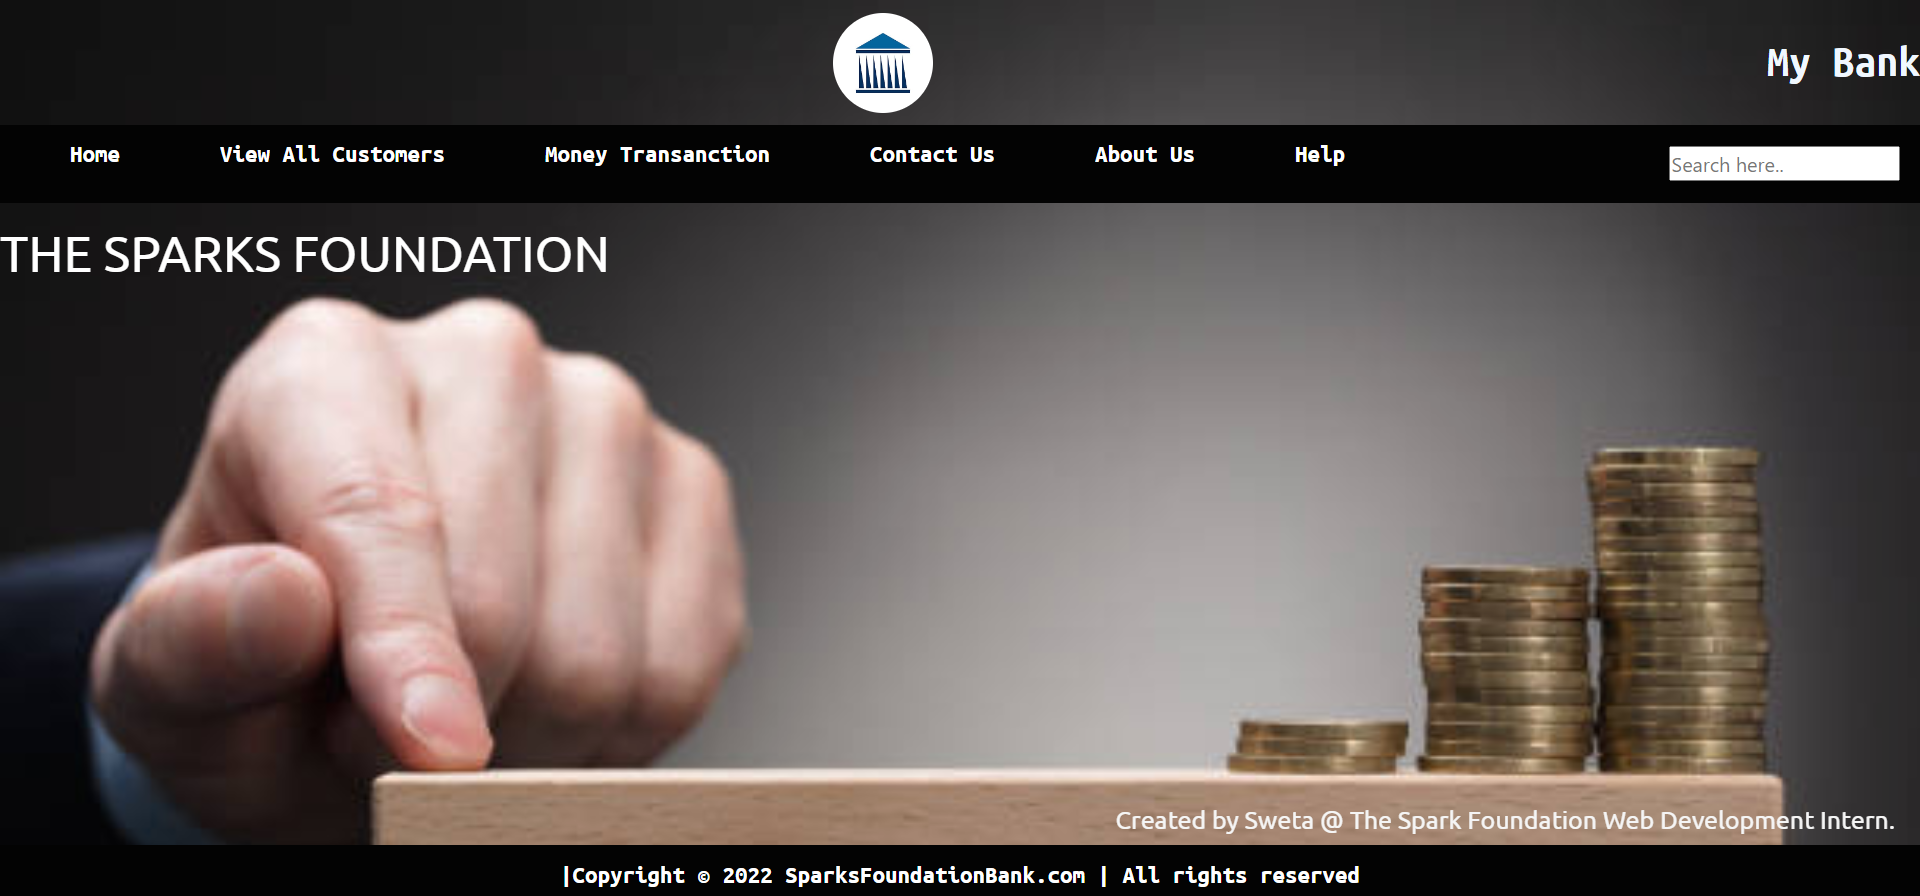 My Bank
Home View All Customers Money Transanction Contact Us About Us Help Search here..
THE SPARKS FOUNDATION
Created by Sweta @ The Spark Foundation Web Development Intern.
|Copyright © 2022 SparksFoundationBank.com | All rights reserved